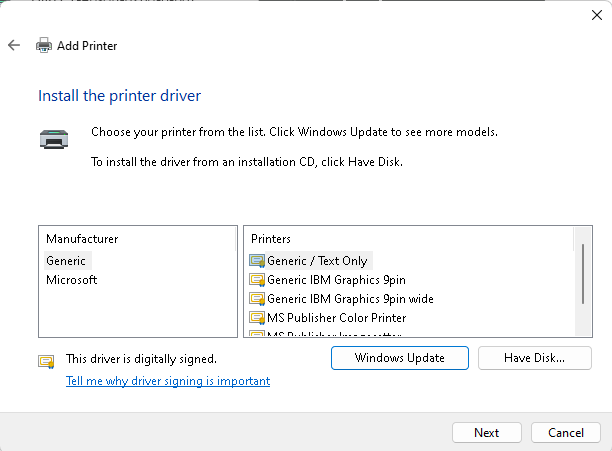 Add Printer
Install the printer driver
Choose your printer from the list. Click Windows Update to see more models.
To install the driver from an installation CD, click Have Disk.
Manufacturer
Generic
Microsoft
Printers
Generic / Text Only
Generic IBM Graphics 9pin
Generic IBM Graphics 9pin wide
MS Publisher Color Printer
MS Publisher Imagesetter
This driver is digitally signed.
Tell me why driver signing is important
Windows Update
Have Disk...
Next
Cancel